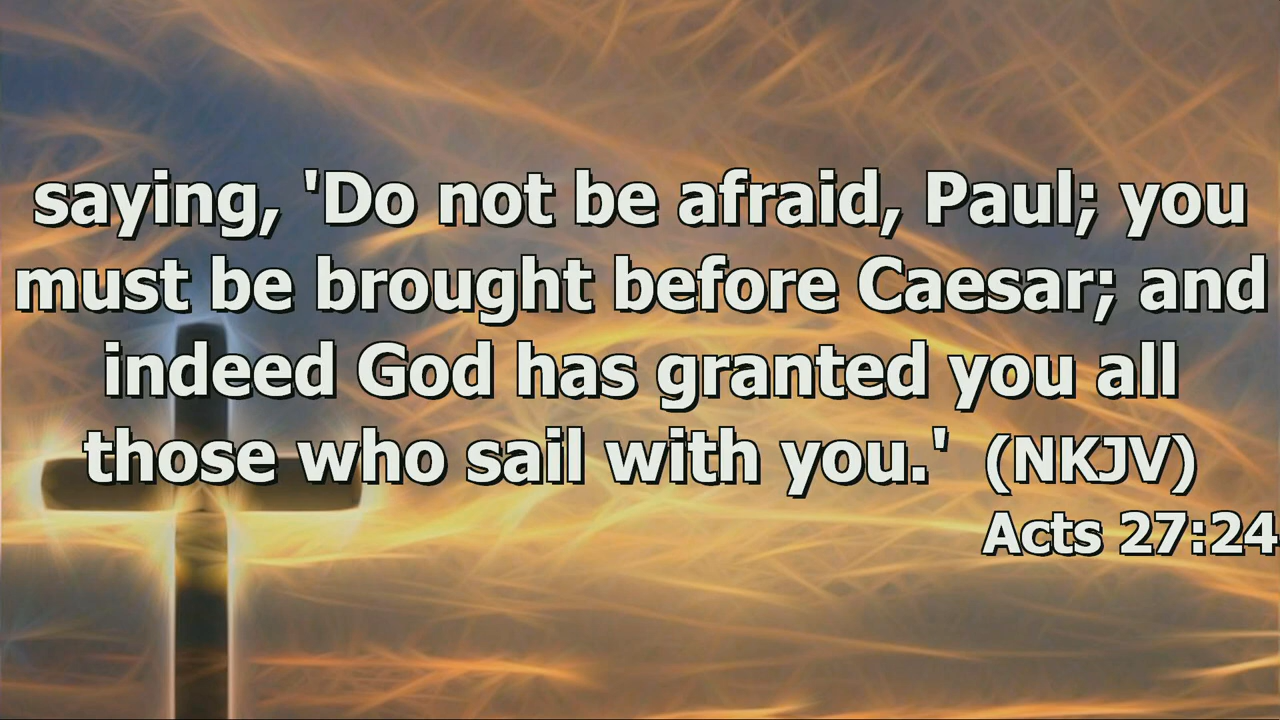 saying, 'Do not be afraid, Paul; you
must be brought before Caesar; and
indeed God has granted you all
those who sail with you.' (NKJV)
Acts 27:24